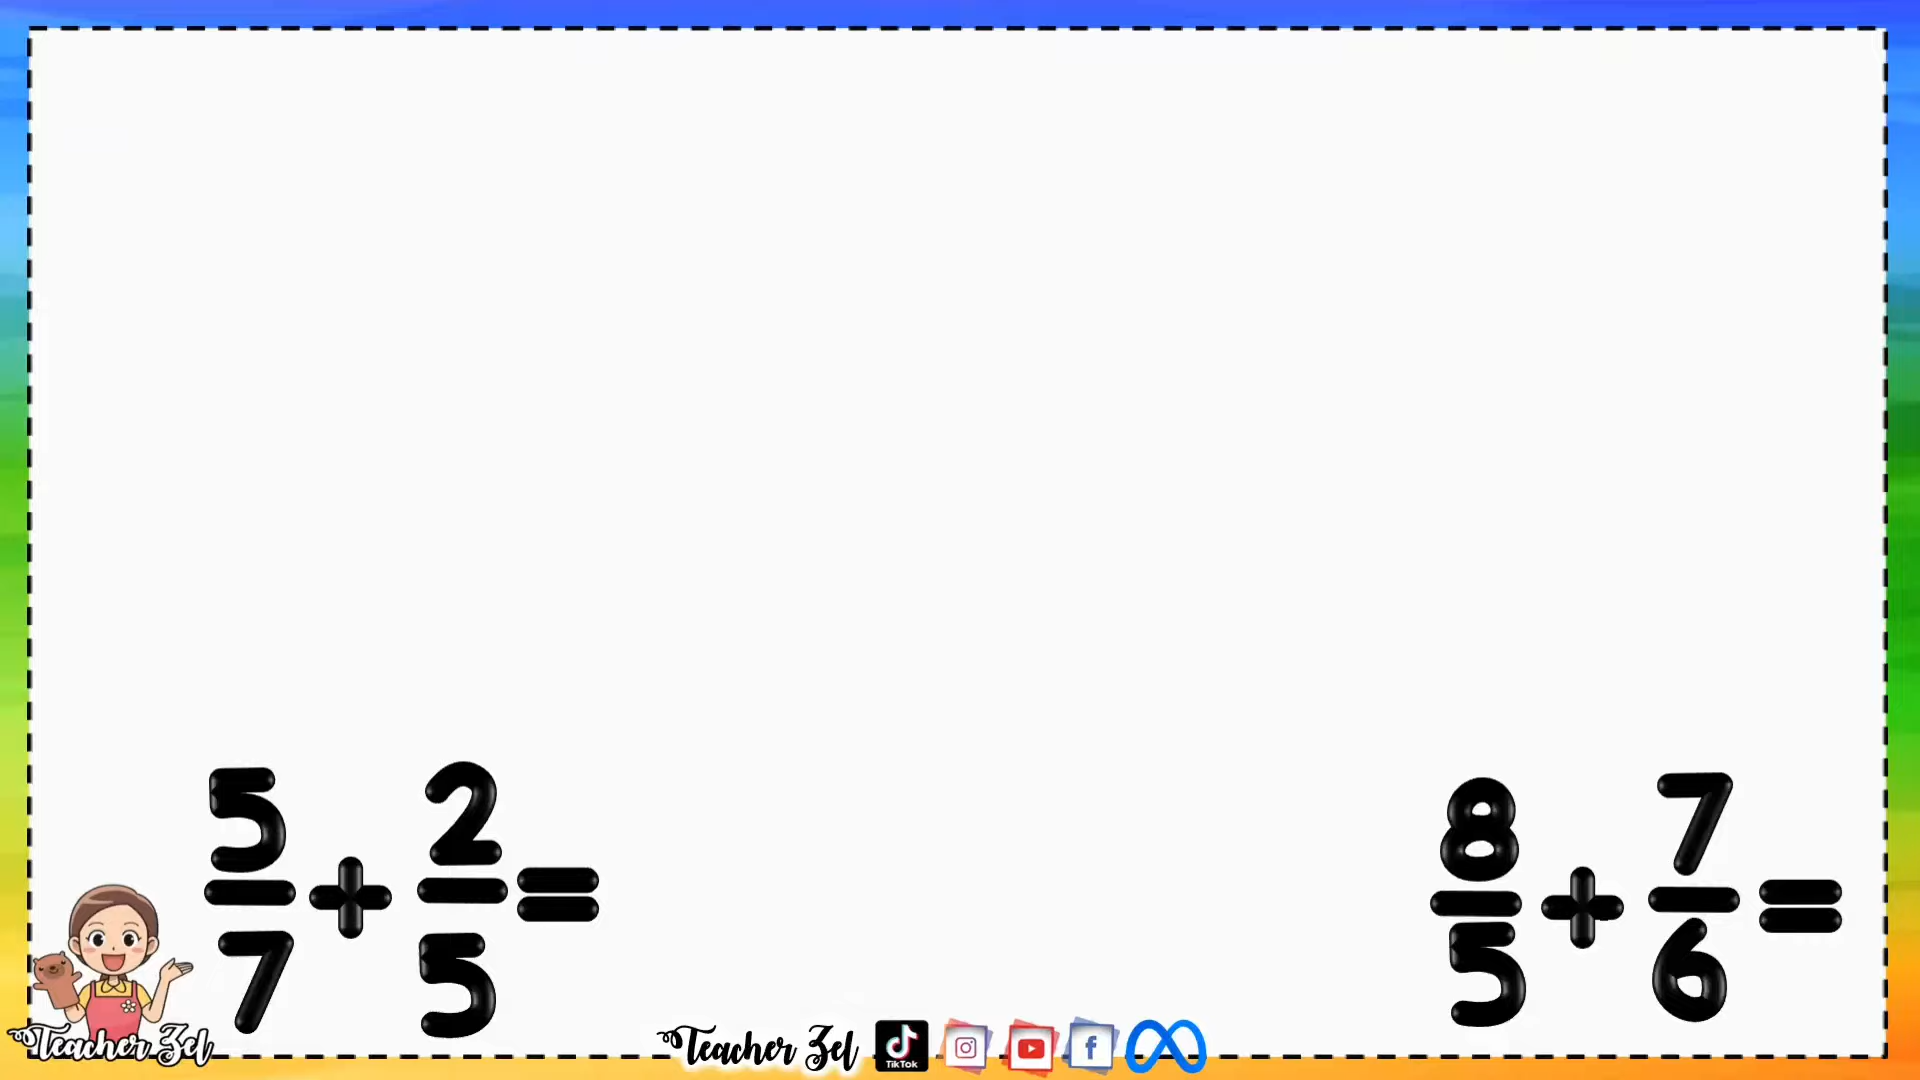 5/7 + 2/5 =
8/5 + 7/6 =
Teacher Zel
Teacher Zel
TikTok